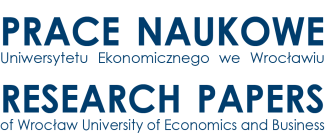 PRACE NAUKOWE
Uniwersytetu Ekonomicznego we Wrocławiu
RESEARCH PAPERS
of Wrocław University of Economics and Business